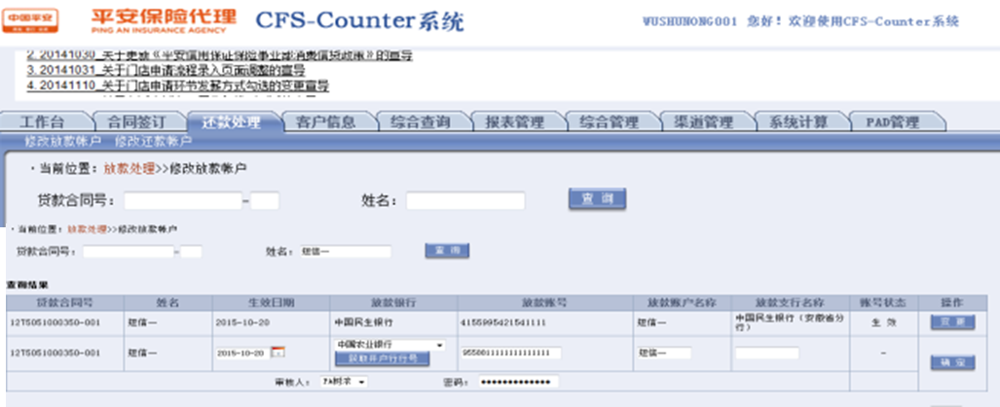 中国平安 平安保险代理 CFS-Counter系统 WUSHUNONG001 您好！欢迎使用CFS-Counter系统
PING AN INSURANCE AGENCY
2. 20141030_关于更新《平安信用保证保险事业部消费信贷政策》的宣导
3. 20141031_关于门店申请流程录入页面调整的宣导
4. 20141110_关于门店申请环节发薪方式勾选的变更宣导
工作台 合同签订 还款处理 客户信息 综合查询 报表管理 综合管理 渠道管理 系统计算 PAD管理
修改放款帐户 修改还款帐户
· 当前位置：放款处理>>修改放款帐户
贷款合同号： - 姓名： 查 询
· 当前位置：放款处理>>修改放款帐户
贷款合同号： - 姓名： 短信一 查 询
查询结果
贷款合同号 姓名 生效日期 放款银行 放款账号 放款账户名称 放款支行名称 账号状态 操作
12T5051000350-001 短信一 2015-10-20 中国民生银行 4155995421541111 短信一 中国民生银行（安徽省分行） 生 效 变 更
12T5051000350-001 短信一 2015-10-20 中国农业银行 短信一 - 确 定
获取开户行行号
审核人： 密码： •••••••••••••